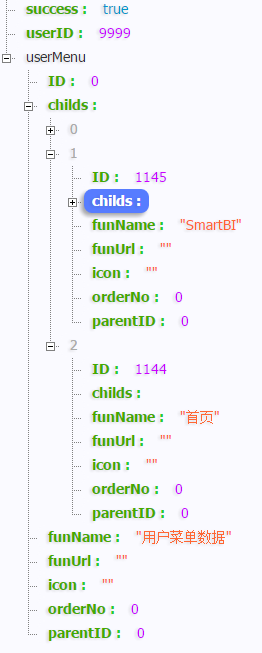 success : true
userID : 9999
userMenu
ID : 0
childs :
0
1
ID : 1145
childs :
funName : "SmartBI"
funUrl : ""
icon : ""
orderNo : 0
parentID : 0
2
ID : 1144
childs :
funName : "首页"
funUrl : ""
icon : ""
orderNo : 0
parentID : 0
funName : "用户菜单数据"
funUrl : ""
icon : ""
orderNo : 0
parentID : 0